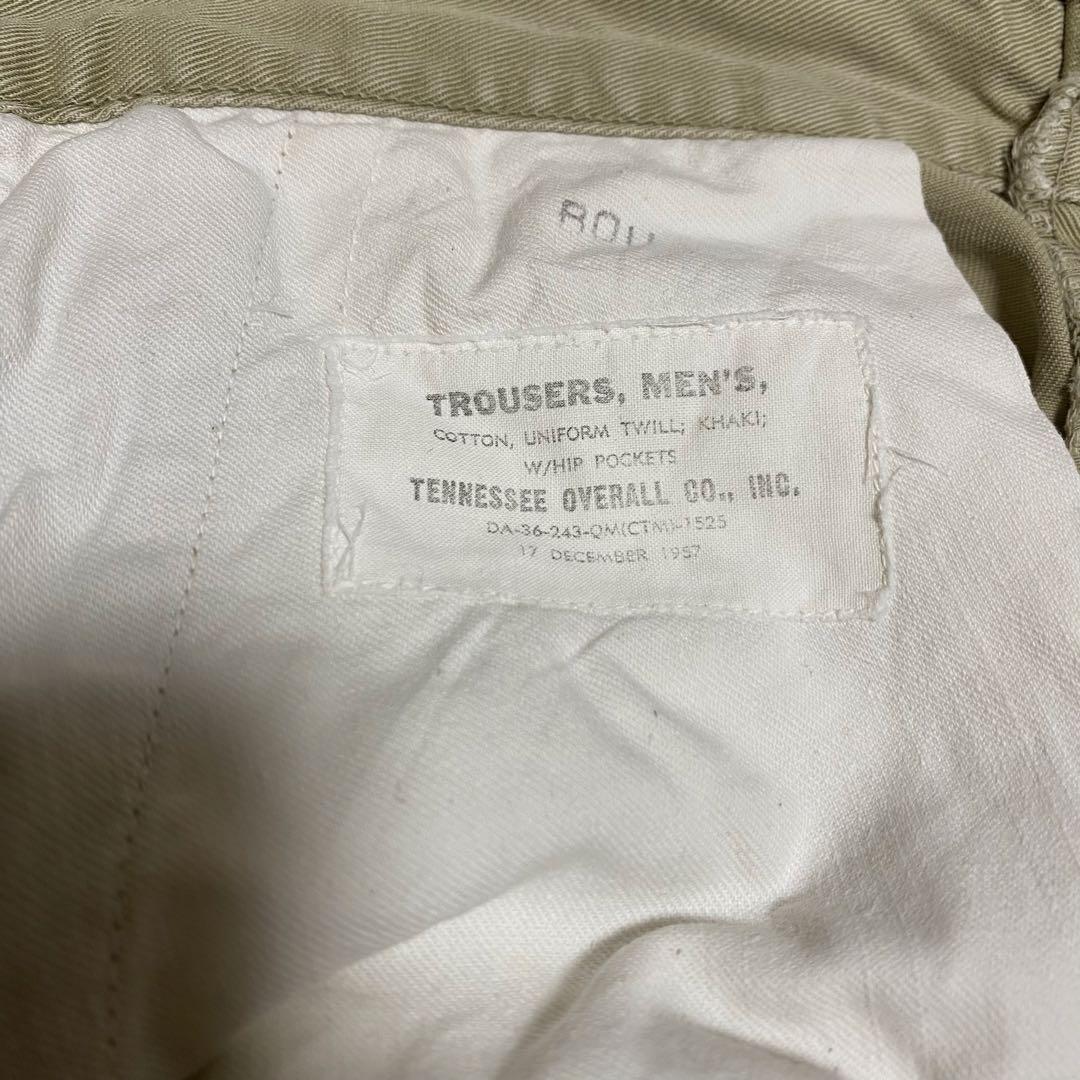 ROU
TROUSERS, MEN'S,
COTTON, UNIFORM TWILL; KHAKI;
W/HIP POCKETS
TENNESSEE OVERALL CO., INC.
DA-36-243-QM(CTM)-1525
17 DECEMBER 1957